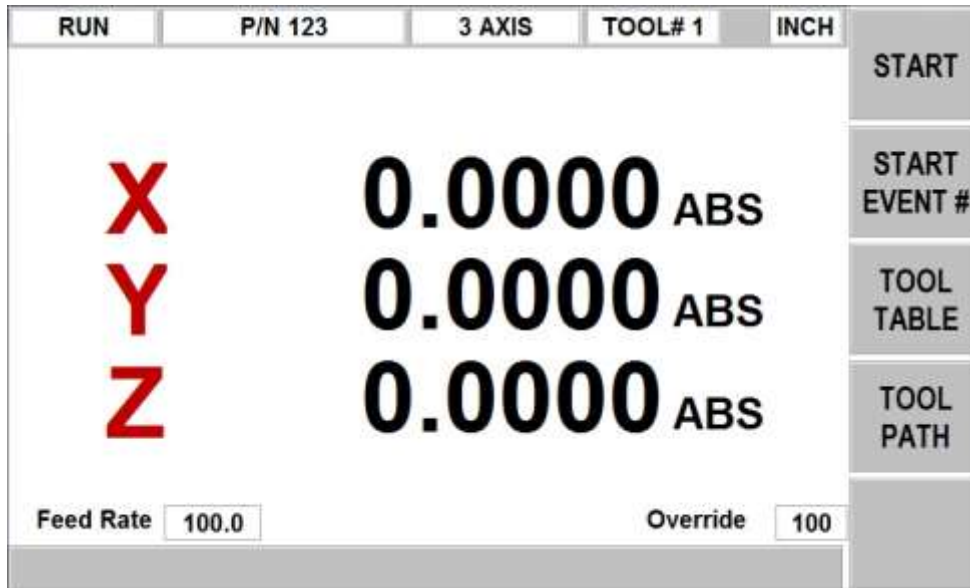 RUN P/N 123 3 AXIS TOOL# 1 INCH
X 0.0000 ABS
Y 0.0000 ABS
Z 0.0000 ABS
Feed Rate 100.0 Override 100
START
START
EVENT #
TOOL
TABLE
TOOL
PATH